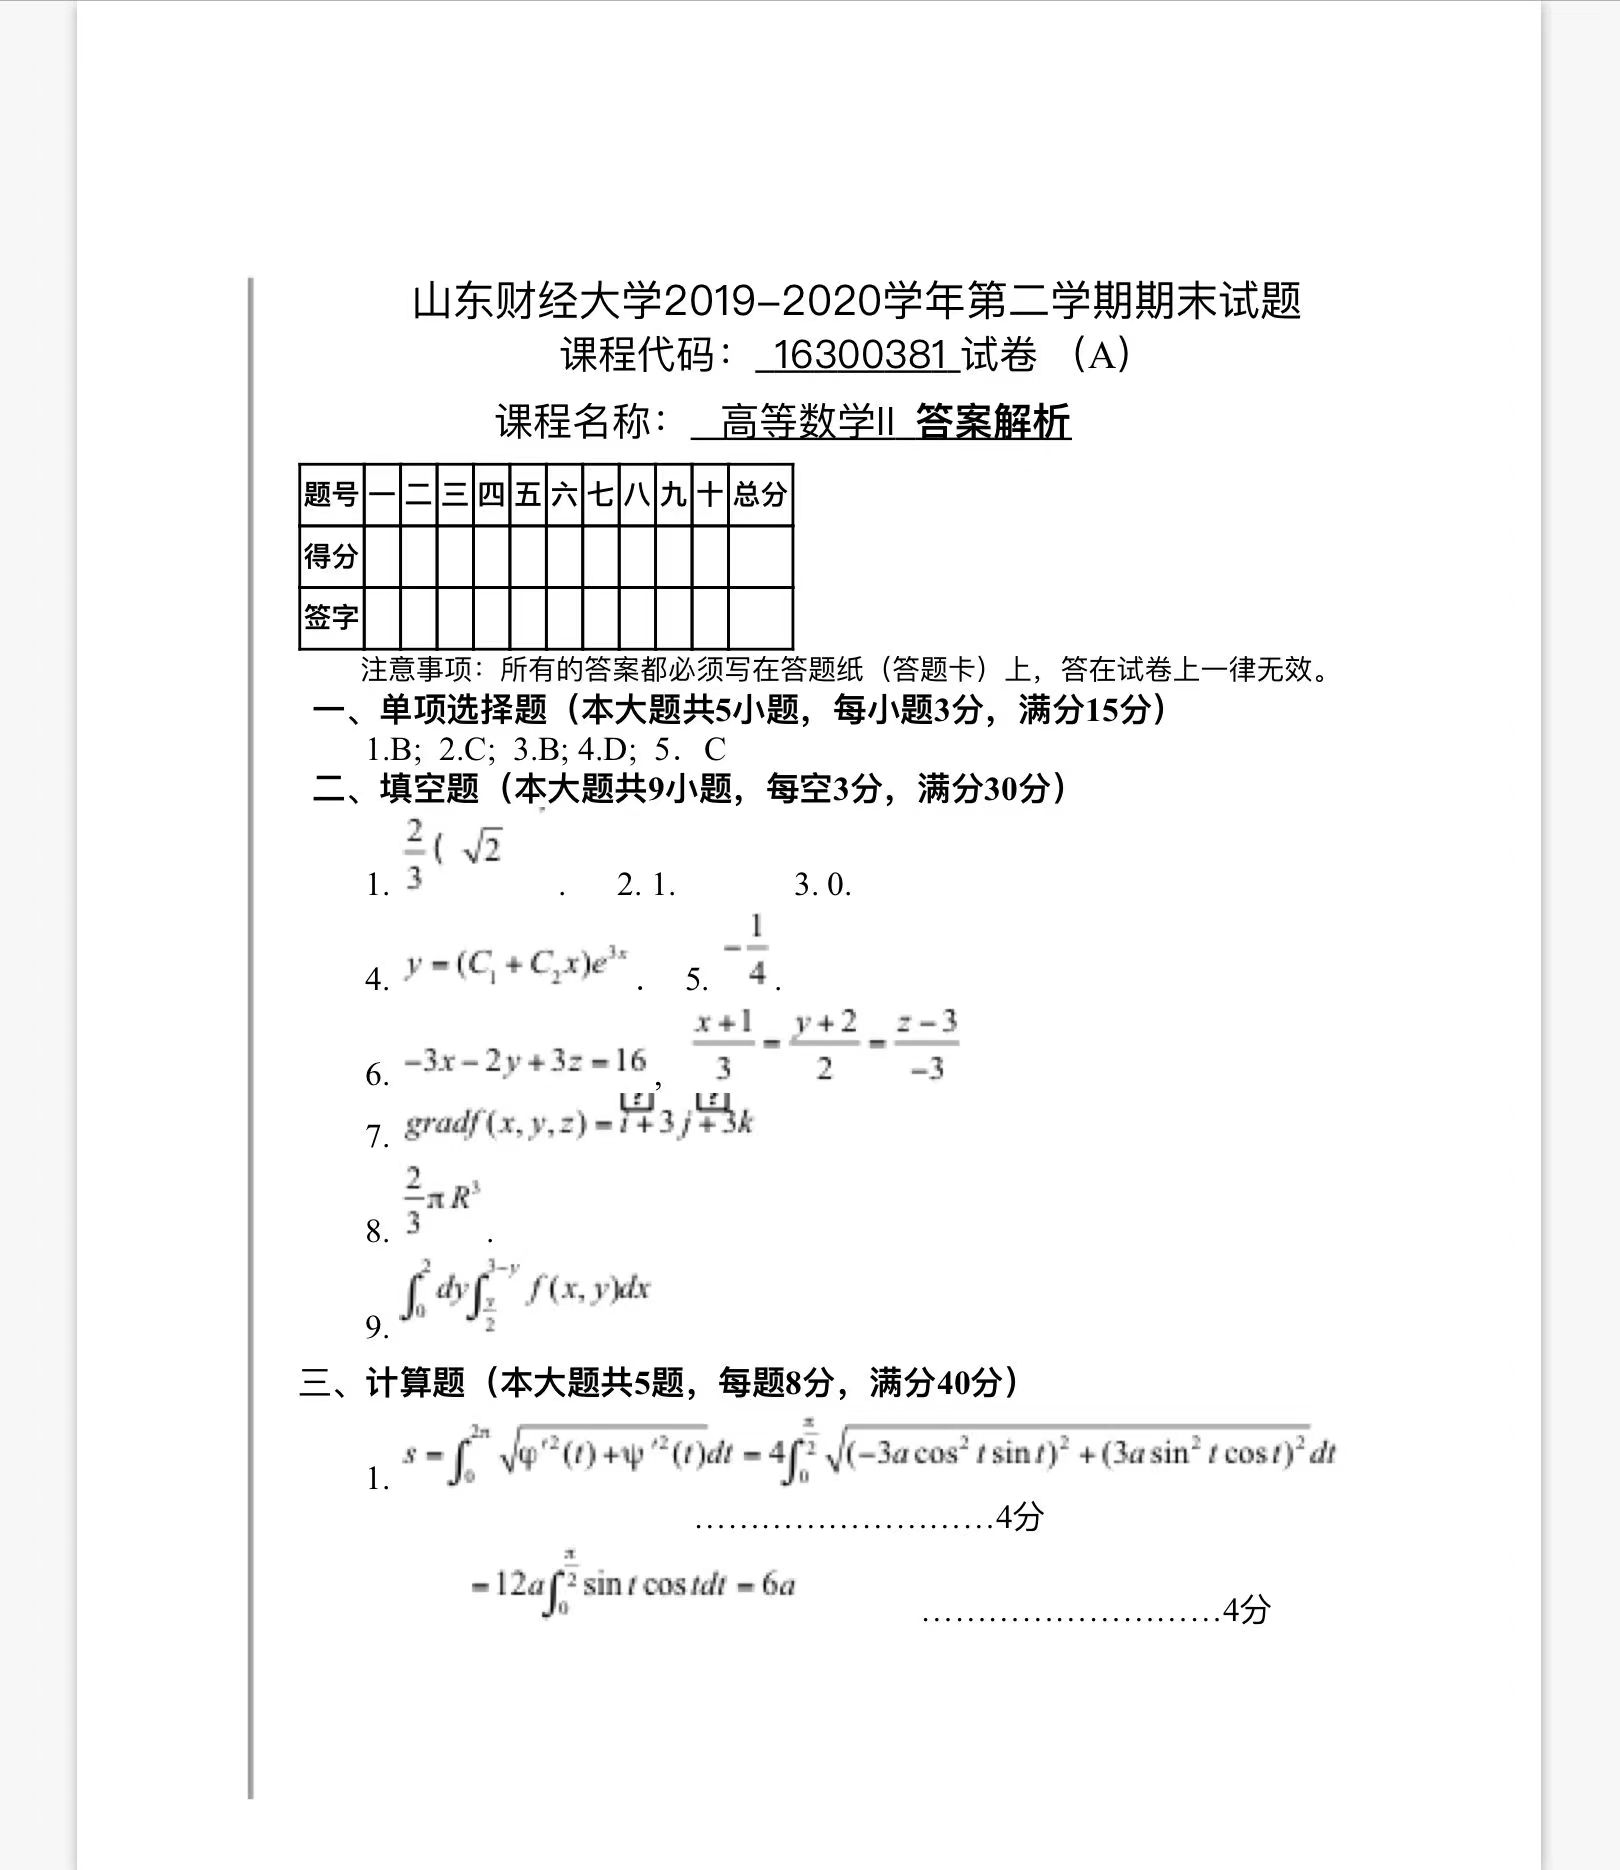 山东财经大学2019-2020学年第二学期期末试题
课程代码： 16300381 试卷 （A）
课程名称： 高等数学II 答案解析
题号 一 二 三 四 五 六 七 八 九 十 总分
得分
签字
注意事项：所有的答案都必须写在答题纸（答题卡）上，答在试卷上一律无效。
一、单项选择题（本大题共5小题，每小题3分，满分15分）
1.B; 2.C; 3.B; 4.D; 5. C
二、填空题（本大题共9小题，每空3分，满分30分）
1. 2/3 ( √2 . 2. 1. 3. 0.
4. y = (C₁ + C₂x)e³ˣ . 5. -1/4 .
6. -3x - 2y + 3z = 16 , (x+1)/3 = (y+2)/2 = (z-3)/-3
7. gradf(x, y, z) = i + 3j + 3k
8. 2/3 πR³ .
9. ∫₀² dy ∫_{y/2}^{3-y} f(x, y)dx
三、计算题（本大题共5题，每题8分，满分40分）
1. s = ∫₀^{2π} √(φ'²(t) + ψ'²(t)) dt = 4∫₀^{π/2} √((-3a cos² t sin t)² + (3a sin² t cos t)²) dt
...........................4分
= 12a∫₀^{π/2} sin t cos tdt = 6a
...........................4分